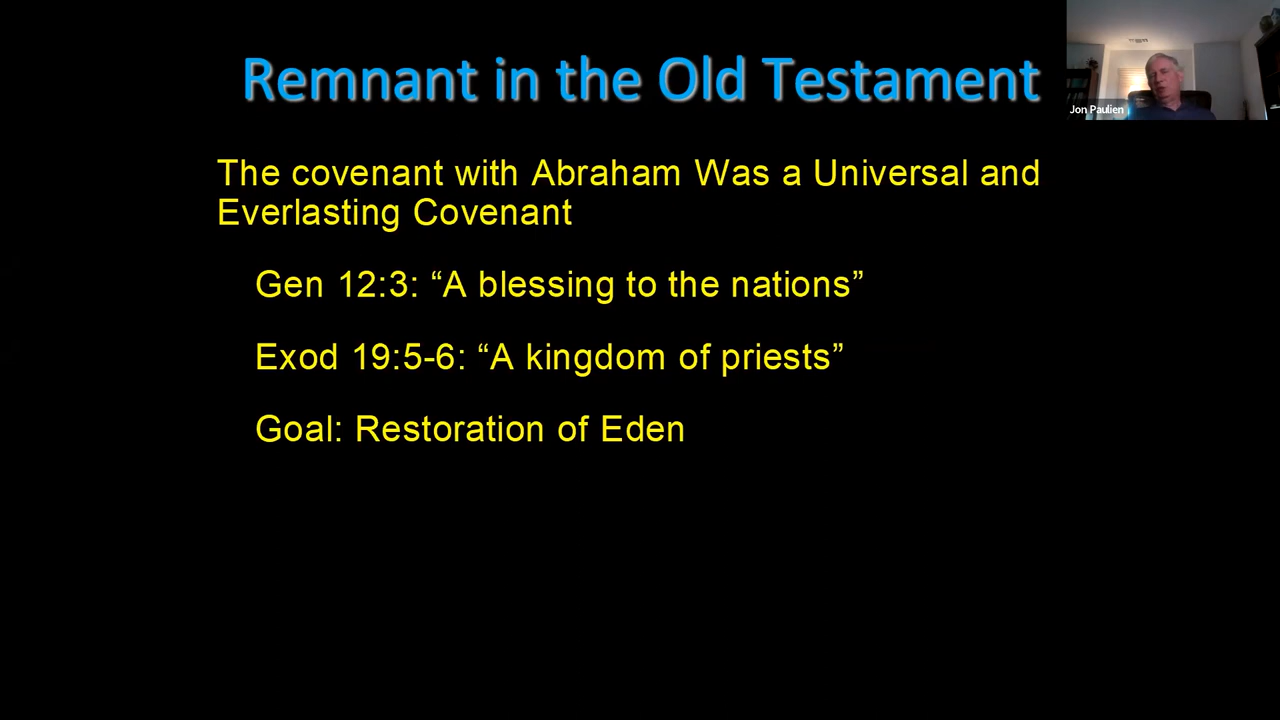 Remnant in the Old Testament
Jon Paulien
The covenant with Abraham Was a Universal and
Everlasting Covenant
Gen 12:3: “A blessing to the nations”
Exod 19:5-6: “A kingdom of priests”
Goal: Restoration of Eden